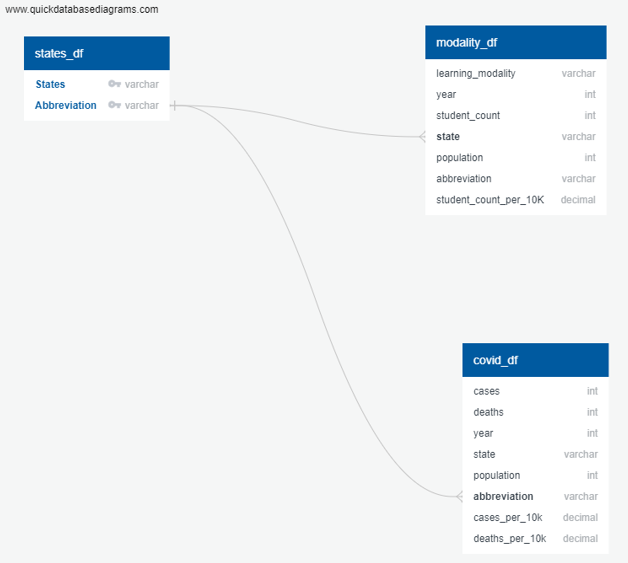 www.quickdatabasediagrams.com
states_df
States varchar
Abbreviation varchar
modality_df
learning_modality varchar
year int
student_count int
state varchar
population int
abbreviation varchar
student_count_per_10K decimal
covid_df
cases int
deaths int
year int
state varchar
population int
abbreviation varchar
cases_per_10k decimal
deaths_per_10k decimal